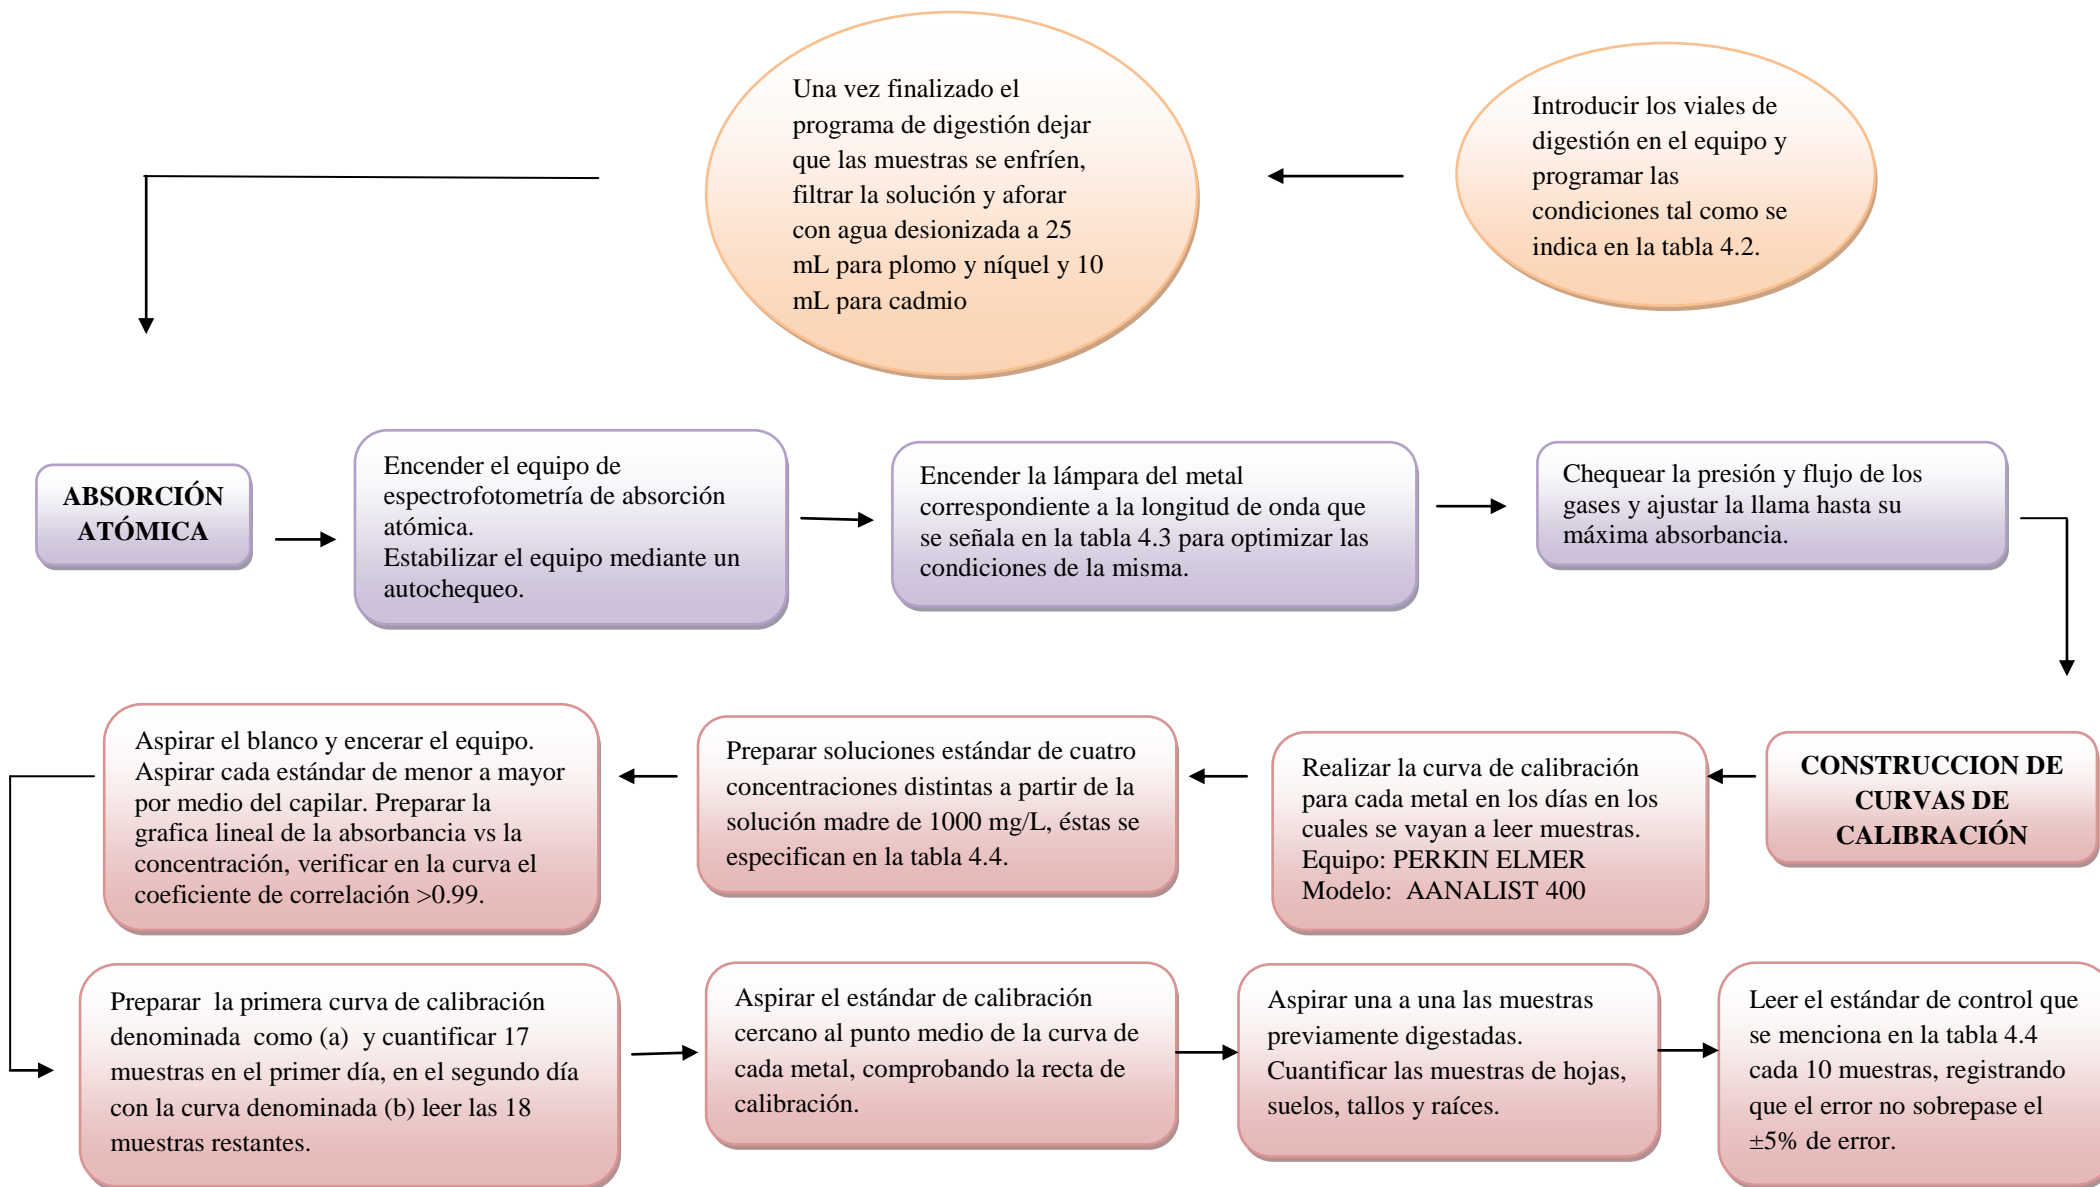 Introducir los viales de
digestión en el equipo y
programar las
condiciones tal como se
indica en la tabla 4.2.
Una vez finalizado el
programa de digestión dejar
que las muestras se enfríen,
filtrar la solución y aforar
con agua desionizada a 25
mL para plomo y níquel y 10
mL para cadmio
ABSORCIÓN
ATÓMICA
Encender el equipo de
espectrofotometría de absorción
atómica.
Estabilizar el equipo mediante un
autochequeo.
Encender la lámpara del metal
correspondiente a la longitud de onda que
se señala en la tabla 4.3 para optimizar las
condiciones de la misma.
Chequear la presión y flujo de los
gases y ajustar la llama hasta su
máxima absorbancia.
CONSTRUCCION DE
CURVAS DE
CALIBRACIÓN
Realizar la curva de calibración
para cada metal en los días en los
cuales se vayan a leer muestras.
Equipo: PERKIN ELMER
Modelo:  AANALIST 400
Preparar soluciones estándar de cuatro
concentraciones distintas a partir de la
solución madre de 1000 mg/L, éstas se
especifican en la tabla 4.4.
Aspirar el blanco y encerar el equipo.
Aspirar cada estándar de menor a mayor
por medio del capilar. Preparar la
grafica lineal de la absorbancia vs la
concentración, verificar en la curva el
coeficiente de correlación >0.99.
Preparar  la primera curva de calibración
denominada  como (a)  y cuantificar 17
muestras en el primer día, en el segundo día
con la curva denominada (b) leer las 18
muestras restantes.
Aspirar el estándar de calibración
cercano al punto medio de la curva de
cada metal, comprobando la recta de
calibración.
Aspirar una a una las muestras
previamente digestadas.
Cuantificar las muestras de hojas,
suelos, tallos y raíces.
Leer el estándar de control que
se menciona en la tabla 4.4
cada 10 muestras, registrando
que el error no sobrepase el
±5% de error.